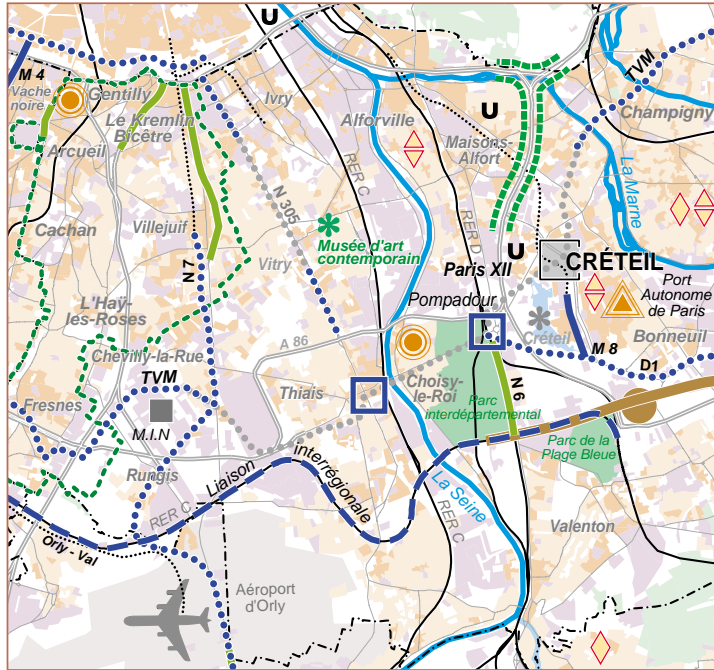 U
M 4
Vache
noire
Gentilly
Le Kremlin
Bicêtre
Arcueil
Ivry
Alforville
U
Maisons-
Alfort
TVM
Champigny
La Marne
Cachan
Villejuif
N 7
N 305
RER C
Vitry
Musée d'art
contemporain
RER D
Paris XII
U
CRÉTEIL
Pompadour
Port
Autonome
de Paris
L'Haÿ-
les-Roses
Chevilly-la-Rue
A 86
Créteil
M 8
Bonneuil
D1
TVM
M.I.N
Thiais
Choisy-
le-Roi
N 6
Parc
interdépartemental
Fresnes
Rungis
Parc de la
Plage Bleue
RER C
Liaison
interrégionale
La Seine
RER C
Orly - Val
Valenton
Aéroport
d'Orly